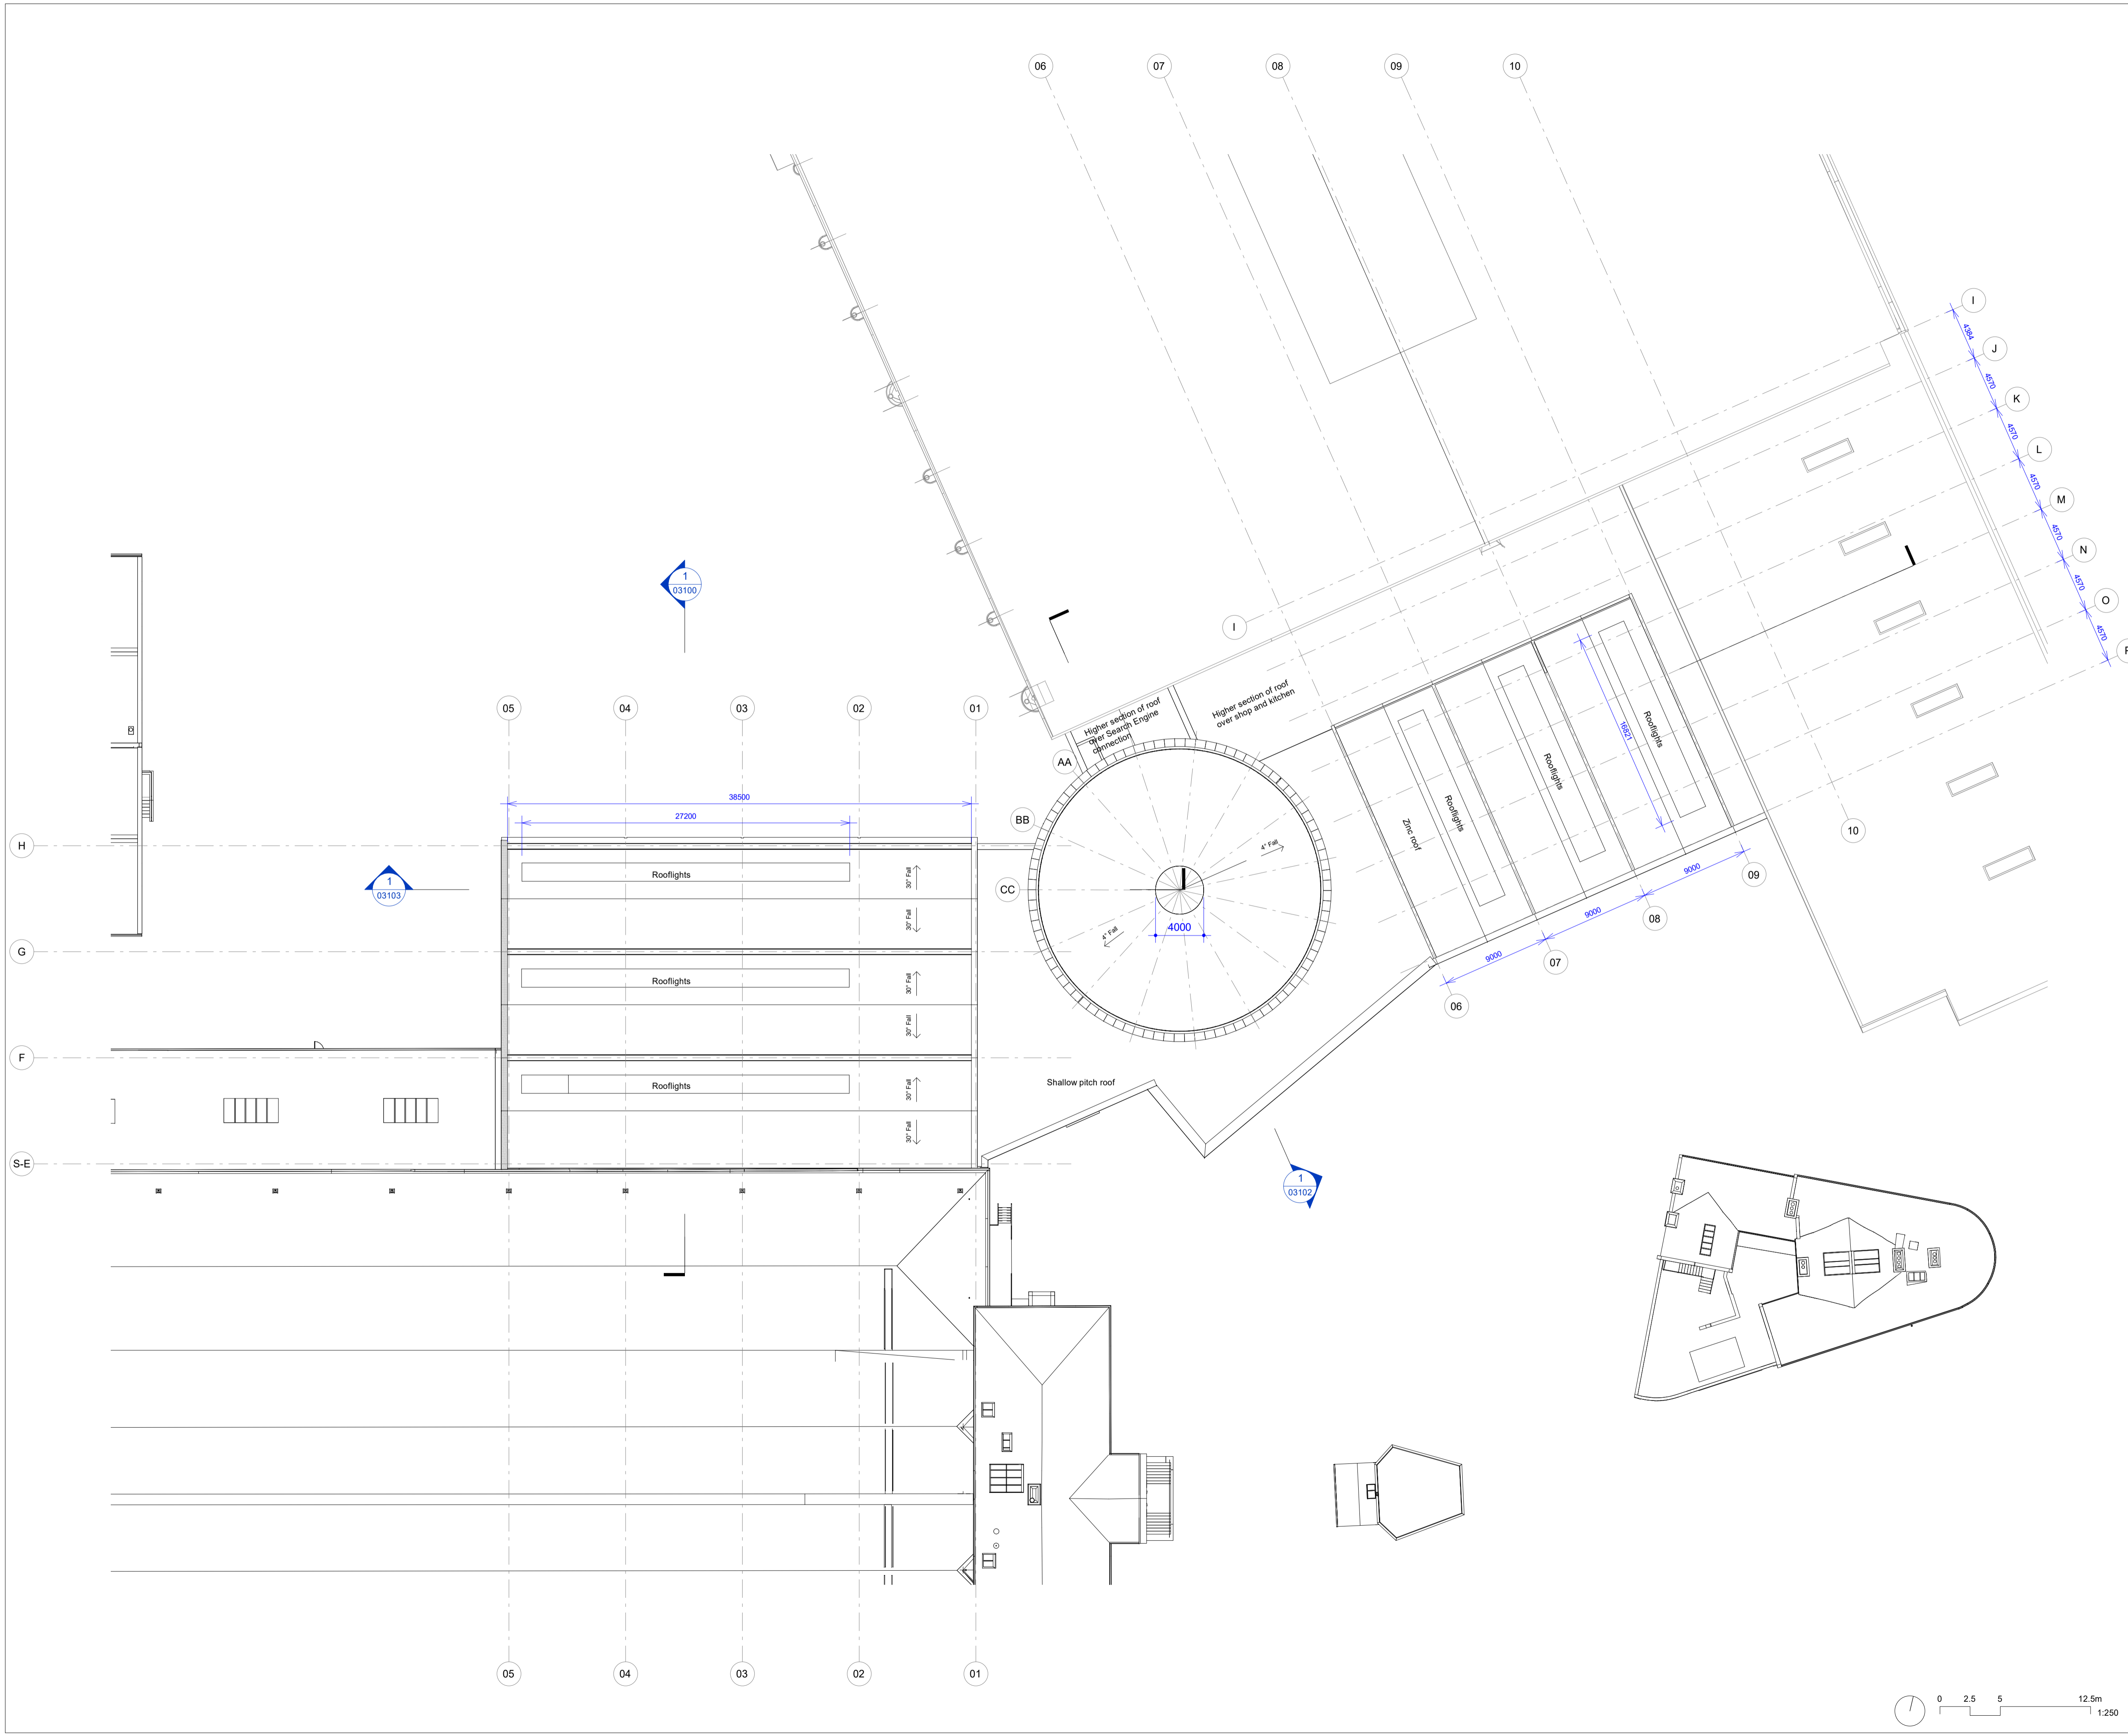 06
07
08
09
10
I
4384
J
4570
K
4570
L
4570
M
4570
N
4570
O
4570
1
03100
I
Higher section of roof
over Search Engine
connection
Higher section of roof
over shop and kitchen
05
04
03
02
01
AA
BB
CC
38500
27200
H
1
03103
Rooflights
30° Fall
30° Fall
G
Rooflights
30° Fall
30° Fall
F
Rooflights
30° Fall
30° Fall
S-E
4° Fall
4° Fall
4000
Zinc roof
Rooflights
Rooflights
Rooflights
16821
10
9000
9000
9000
09
08
07
06
Shallow pitch roof
1
03102
05
04
03
02
01
0
2.5
5
12.5m
1:250